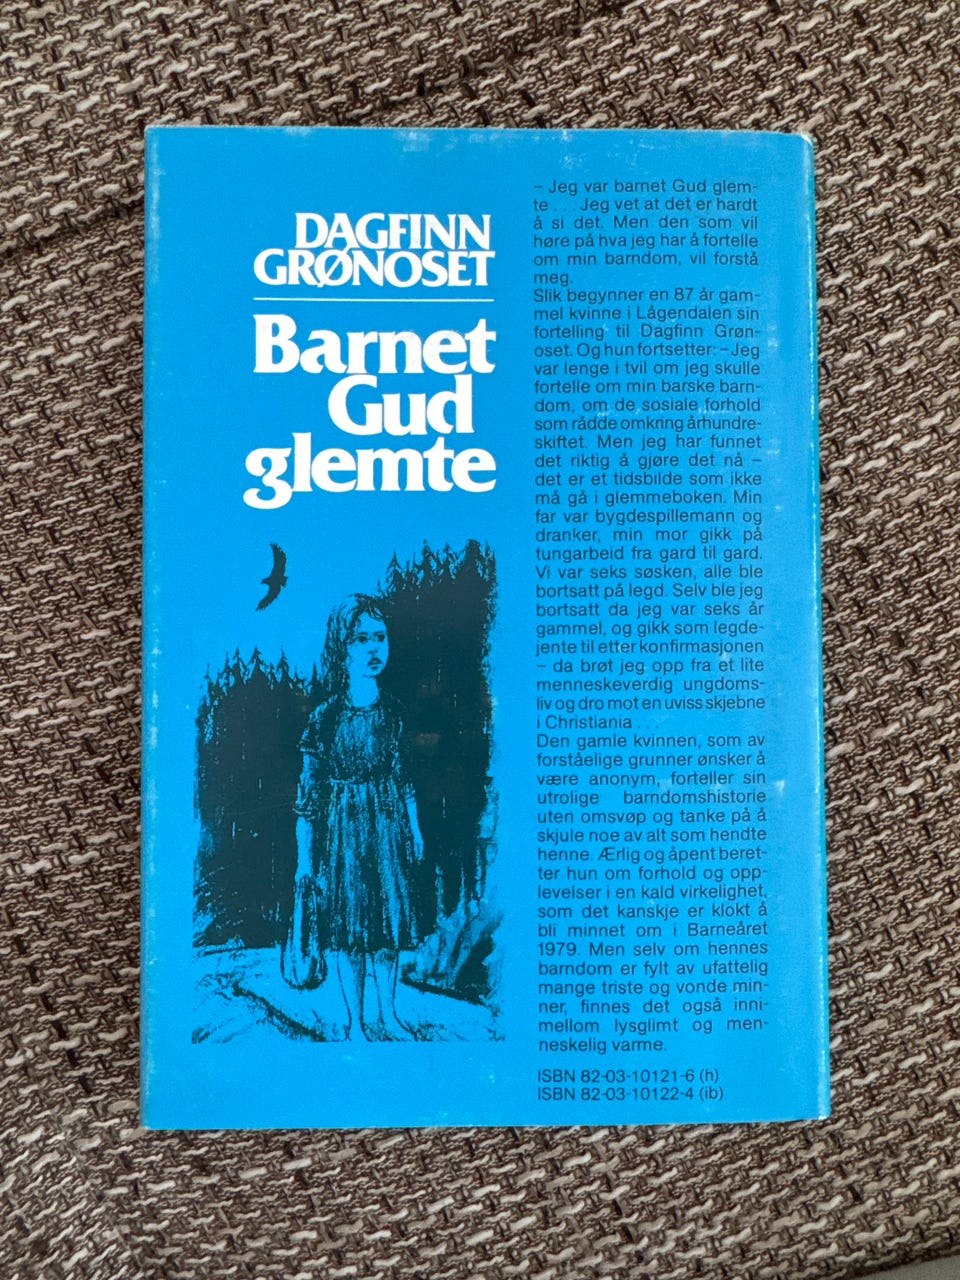 DAGFINN
GRØNOSET
Barnet
Gud
glemte
– Jeg var barnet Gud glem-
te . . . Jeg vet at det er hardt
å si det. Men den som vil
høre på hva jeg har å fortelle
om min barndom, vil forstå
meg.
Slik begynner en 87 år gam-
mel kvinne i Lågendalen sin
fortelling til Dagfinn Grøn-
oset. Og hun fortsetter: – Jeg
var lenge i tvil om jeg skulle
fortelle om min barske barn-
dom, om de sosiale forhold
som rådde omkring århundre-
skiftet. Men jeg har funnet
det riktig å gjøre det nå –
det er et tidsbilde som ikke
må gå i glemmeboken. Min
far var bygdespillemann og
dranker, min mor gikk på
tungarbeid fra gard til gard.
Vi var seks søsken, alle ble
bortsatt på legd. Selv ble jeg
bortsatt da jeg var seks år
gammel, og gikk som legde-
jente til etter konfirmasjonen
– da brøt jeg opp fra et lite
menneskeverdig ungdoms-
liv og dro mot en uviss skjebne
i Christiania . . .
Den gamle kvinnen, som av
forståelige grunner ønsker å
være anonym, forteller sin
utrolige barndomshistorie
uten omsvøp og tanke på å
skjule noe av alt som hendte
henne. Ærlig og åpent beret-
ter hun om forhold og opp-
levelser i en kald virkelighet,
som det kanskje er klokt å
bli minnet om i Barneåret
1979. Men selv om hennes
barndom er fylt av ufattelig
mange triste og vonde min-
ner, finnes det også inni-
mellom lysglimt og men-
neskelig varme.
ISBN 82-03-10121-6 (h)
ISBN 82-03-10122-4 (ib)